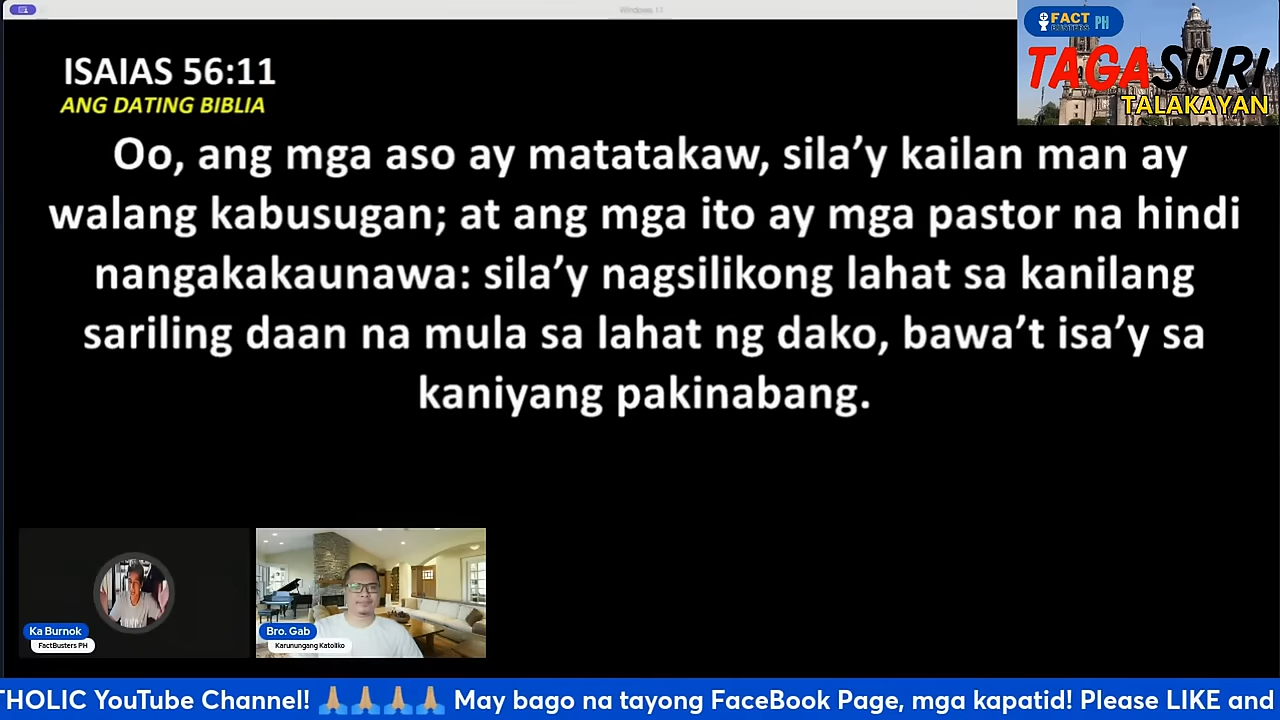 Windows 11
FACT
BUSTERS
PH
TAGASURI
TALAKAYAN
ISAIAS 56:11
ANG DATING BIBLIA
Oo, ang mga aso ay matatakaw, sila’y kailan man ay
walang kabusugan; at ang mga ito ay mga pastor na hindi
nangakakaunawa: sila’y nagsilikong lahat sa kanilang
sariling daan na mula sa lahat ng dako, bawa’t isa’y sa
kaniyang pakinabang.
Ka Burnok
FactBusters PH
Bro. Gab
Karunungang Katoliko
THOLIC YouTube Channel! 🙏🏽 🙏🏽 🙏🏽 🙏🏽 May bago na tayong FaceBook Page, mga kapatid! Please LIKE and